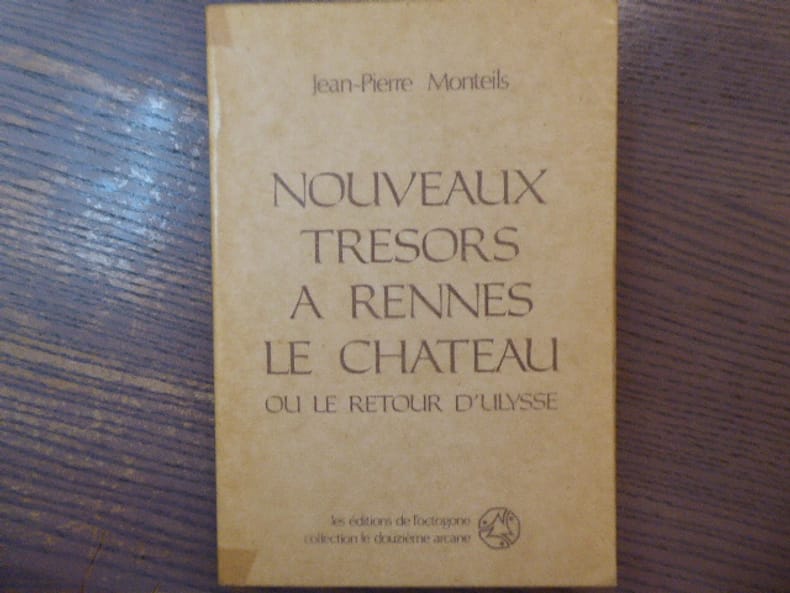 Jean-Pierre Monteils
NOUVEAUX
TRESORS
A RENNES
LE CHATEAU
OU LE RETOUR D'ULYSSE
les éditions de l'octogone
collection le douzième arcane